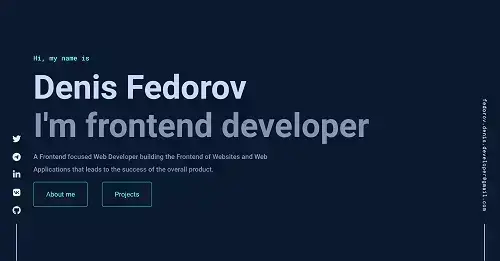 Hi, my name is
Denis Fedorov
I'm frontend developer
A Frontend focused Web Developer building the Frontend of Websites and Web
Applications that leads to the success of the overall product.
About me
Projects
fedorov.denis.developer@gmail.com